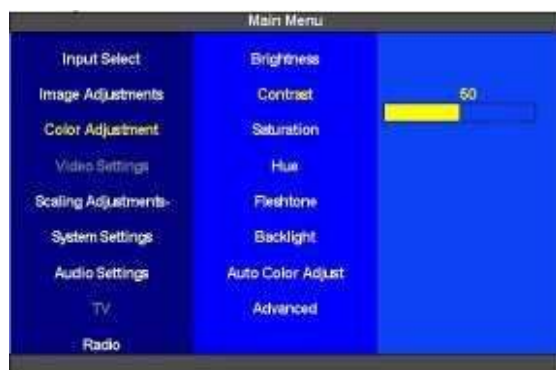 Main Menu
Input Select
Image Adjustments
Color Adjustment
Video Settings
Scaling Adjustments-
System Settings
Audio Settings
TV
Radio
Brightness
Contrast
Saturation
Hue
Fleshtone
Backlight
Auto Color Adjust
Advanced
50